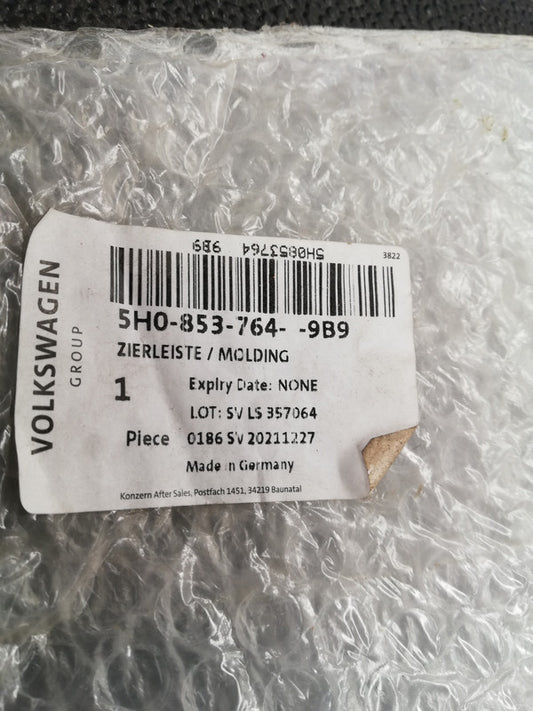 5H0853764 9B9
3822
5H0-853-764- -9B9
ZIERLEISTE / MOLDING
1 Expiry Date: NONE
LOT: SV LS 357064
Piece 0186 SV 20211227
Made in Germany
Konzern After Sales, Postfach 1451, 34219 Baunatal
VOLKSWAGEN
GROUP